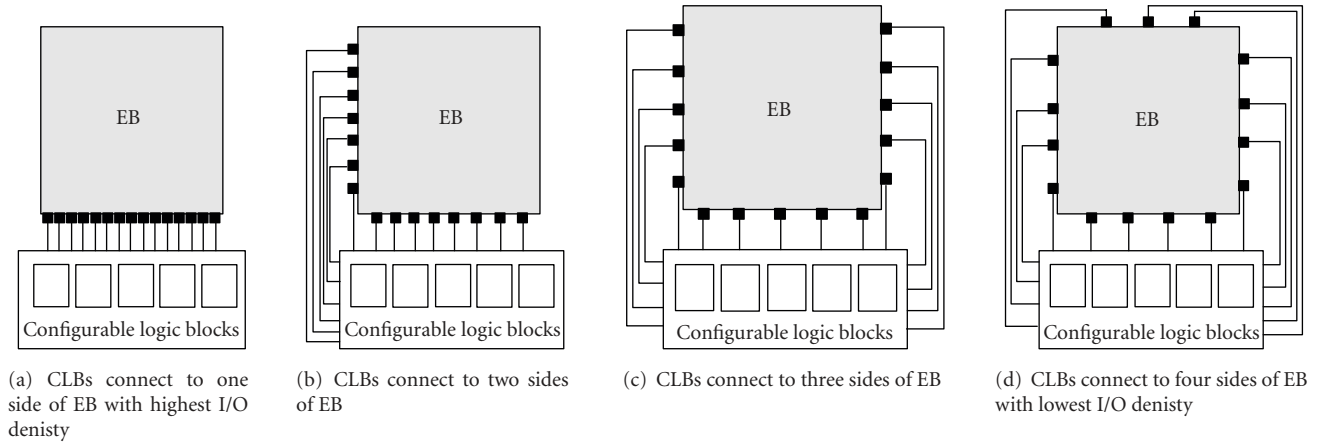 EB
EB
EB
EB
Configurable logic blocks
Configurable logic blocks
Configurable logic blocks
Configurable logic blocks
(a) CLBs connect to one
side of EB with highest I/O
denisty
(b) CLBs connect to two sides
of EB
(c) CLBs connect to three sides of EB
(d) CLBs connect to four sides of EB
with lowest I/O denisty